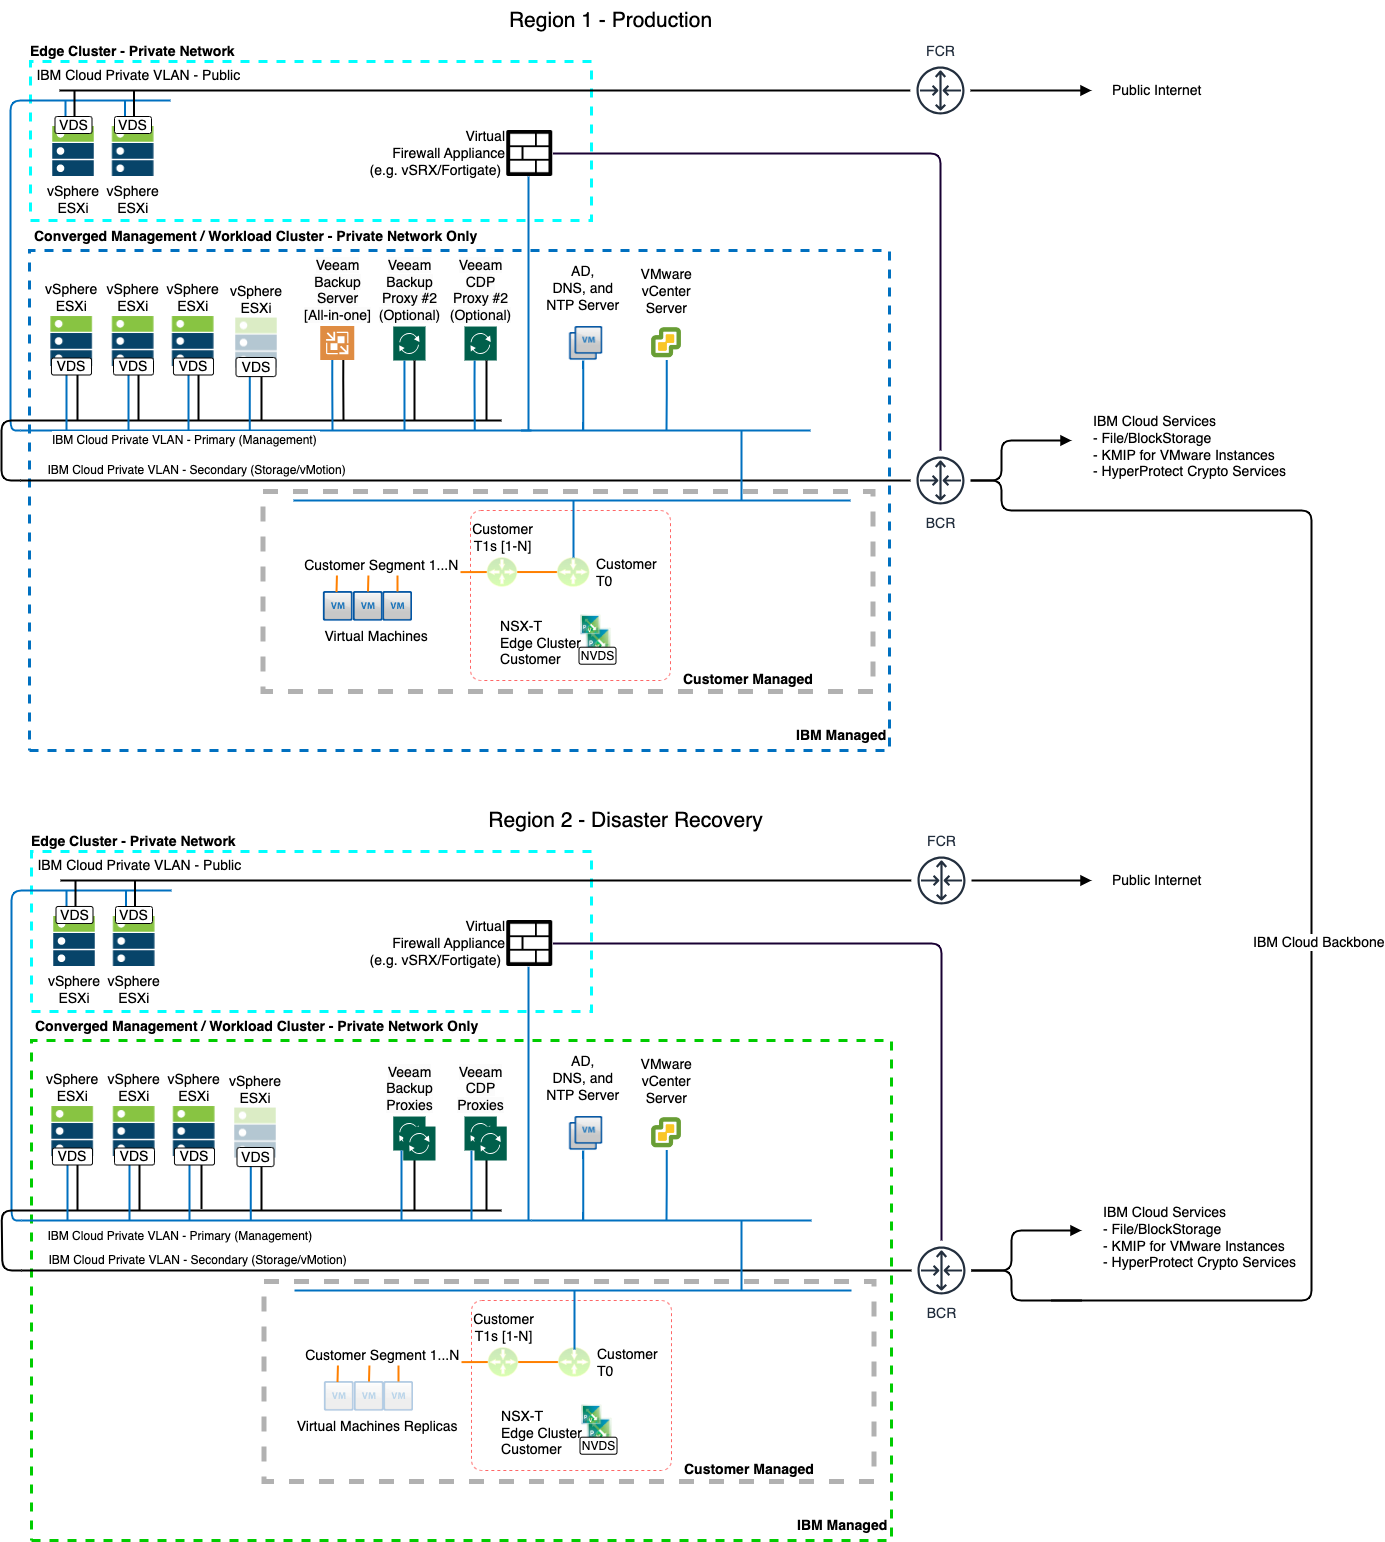 Region 1 - Production
Edge Cluster - Private Network
FCR
IBM Cloud Private VLAN - Public
Public Internet
VDS
VDS
vSphere
ESXi
vSphere
ESXi
Virtual
Firewall Appliance
(e.g. vSRX/Fortigate)
Converged Management / Workload Cluster - Private Network Only
vSphere
ESXi
vSphere
ESXi
vSphere
ESXi
vSphere
ESXi
Veeam
Backup
Server
[All-in-one]
Veeam
Backup
Proxy #2
(Optional)
Veeam
CDP
Proxy #2
(Optional)
AD,
DNS, and
NTP Server
VMware
vCenter
Server
VM
VDS
VDS
VDS
VDS
IBM Cloud Private VLAN - Primary (Management)
IBM Cloud Private VLAN - Secondary (Storage/vMotion)
IBM Cloud Services
- File/BlockStorage
- KMIP for VMware Instances
- HyperProtect Crypto Services
BCR
Customer
T1s [1-N]
Customer Segment 1...N
Customer
T0
VM
VM
VM
Virtual Machines
NSX-T
Edge Cluster
Customer
NVDS
Customer Managed
IBM Managed
Region 2 - Disaster Recovery
Edge Cluster - Private Network
FCR
IBM Cloud Private VLAN - Public
Public Internet
VDS
VDS
vSphere
ESXi
vSphere
ESXi
Virtual
Firewall Appliance
(e.g. vSRX/Fortigate)
IBM Cloud Backbone
Converged Management / Workload Cluster - Private Network Only
vSphere
ESXi
vSphere
ESXi
vSphere
ESXi
vSphere
ESXi
Veeam
Backup
Proxies
Veeam
CDP
Proxies
AD,
DNS, and
NTP Server
VMware
vCenter
Server
VM
VDS
VDS
VDS
VDS
IBM Cloud Private VLAN - Primary (Management)
IBM Cloud Private VLAN - Secondary (Storage/vMotion)
IBM Cloud Services
- File/BlockStorage
- KMIP for VMware Instances
- HyperProtect Crypto Services
BCR
Customer
T1s [1-N]
Customer Segment 1...N
Customer
T0
VM
VM
VM
Virtual Machines Replicas
NSX-T
Edge Cluster
Customer
NVDS
Customer Managed
IBM Managed